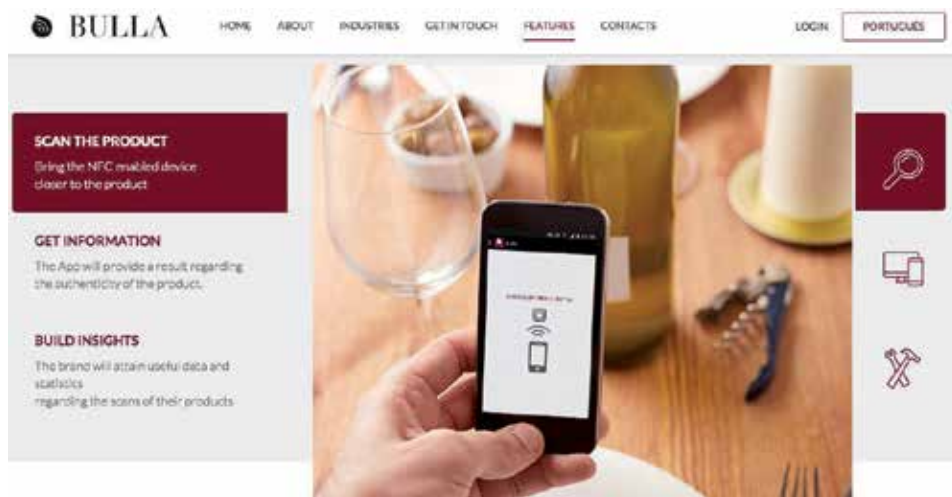 BULLA
HOME ABOUT INDUSTRIES GET IN TOUCH FEATURES CONTACTS LOGIN PORTUGUÊS
SCAN THE PRODUCT
Bring the NFC enabled device
closer to the product
GET INFORMATION
The App will provide a result regarding
the authenticity of the product.
BUILD INSIGHTS
The brand will attain useful data and
statistics
regarding the scans of their products